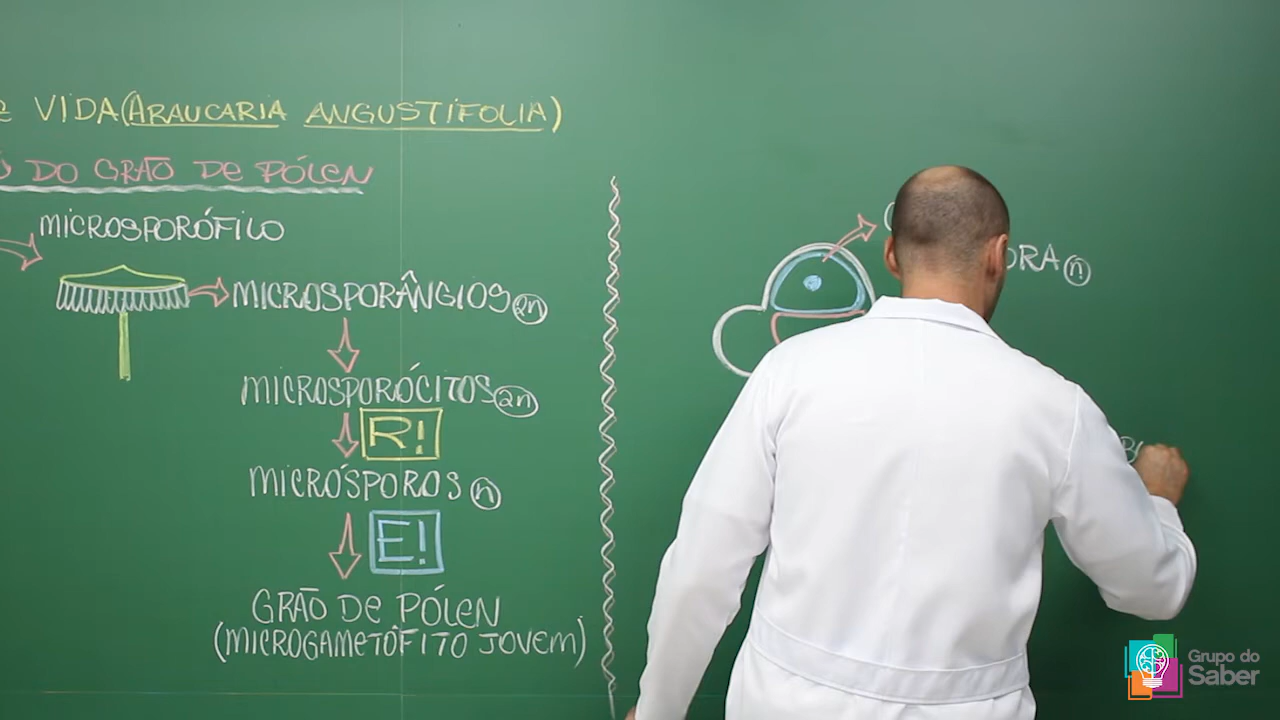 VIDA (ARAUCARIA ANGUSTIFOLIA)
DO GRÃO DE PÓLEN
MICROSPORÓFILO
MICROSPORÂNGIOS 2n
MICROSPORÓCITOS 2n
R!
MICRÓSPOROS n
E!
GRÃO DE PÓLEN
(MICROGAMETÓFITO JOVEM)
ORA n
Grupo do
Saber